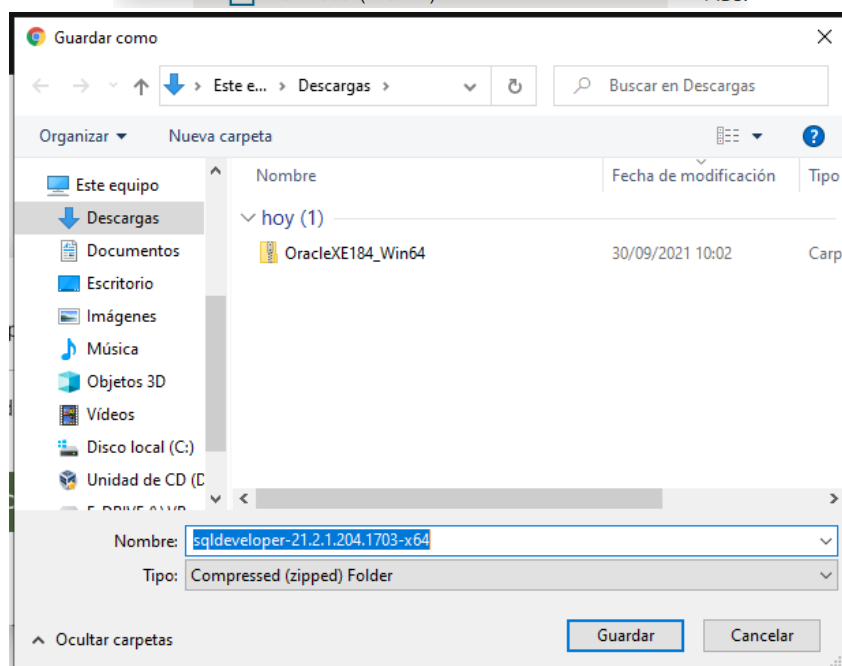 Guardar como
Este e... > Descargas >
Buscar en Descargas
Organizar
Nueva carpeta
?
Nombre
Fecha de modificación
Tipo
Este equipo
Descargas
Documentos
Escritorio
Imágenes
Música
Objetos 3D
Vídeos
Disco local (C:)
Unidad de CD (D
hoy (1)
OracleXE184_Win64
30/09/2021 10:02
Carp
Nombre:
sqldeveloper-21.2.1.204.1703-x64
Tipo:
Compressed (zipped) Folder
Ocultar carpetas
Guardar
Cancelar